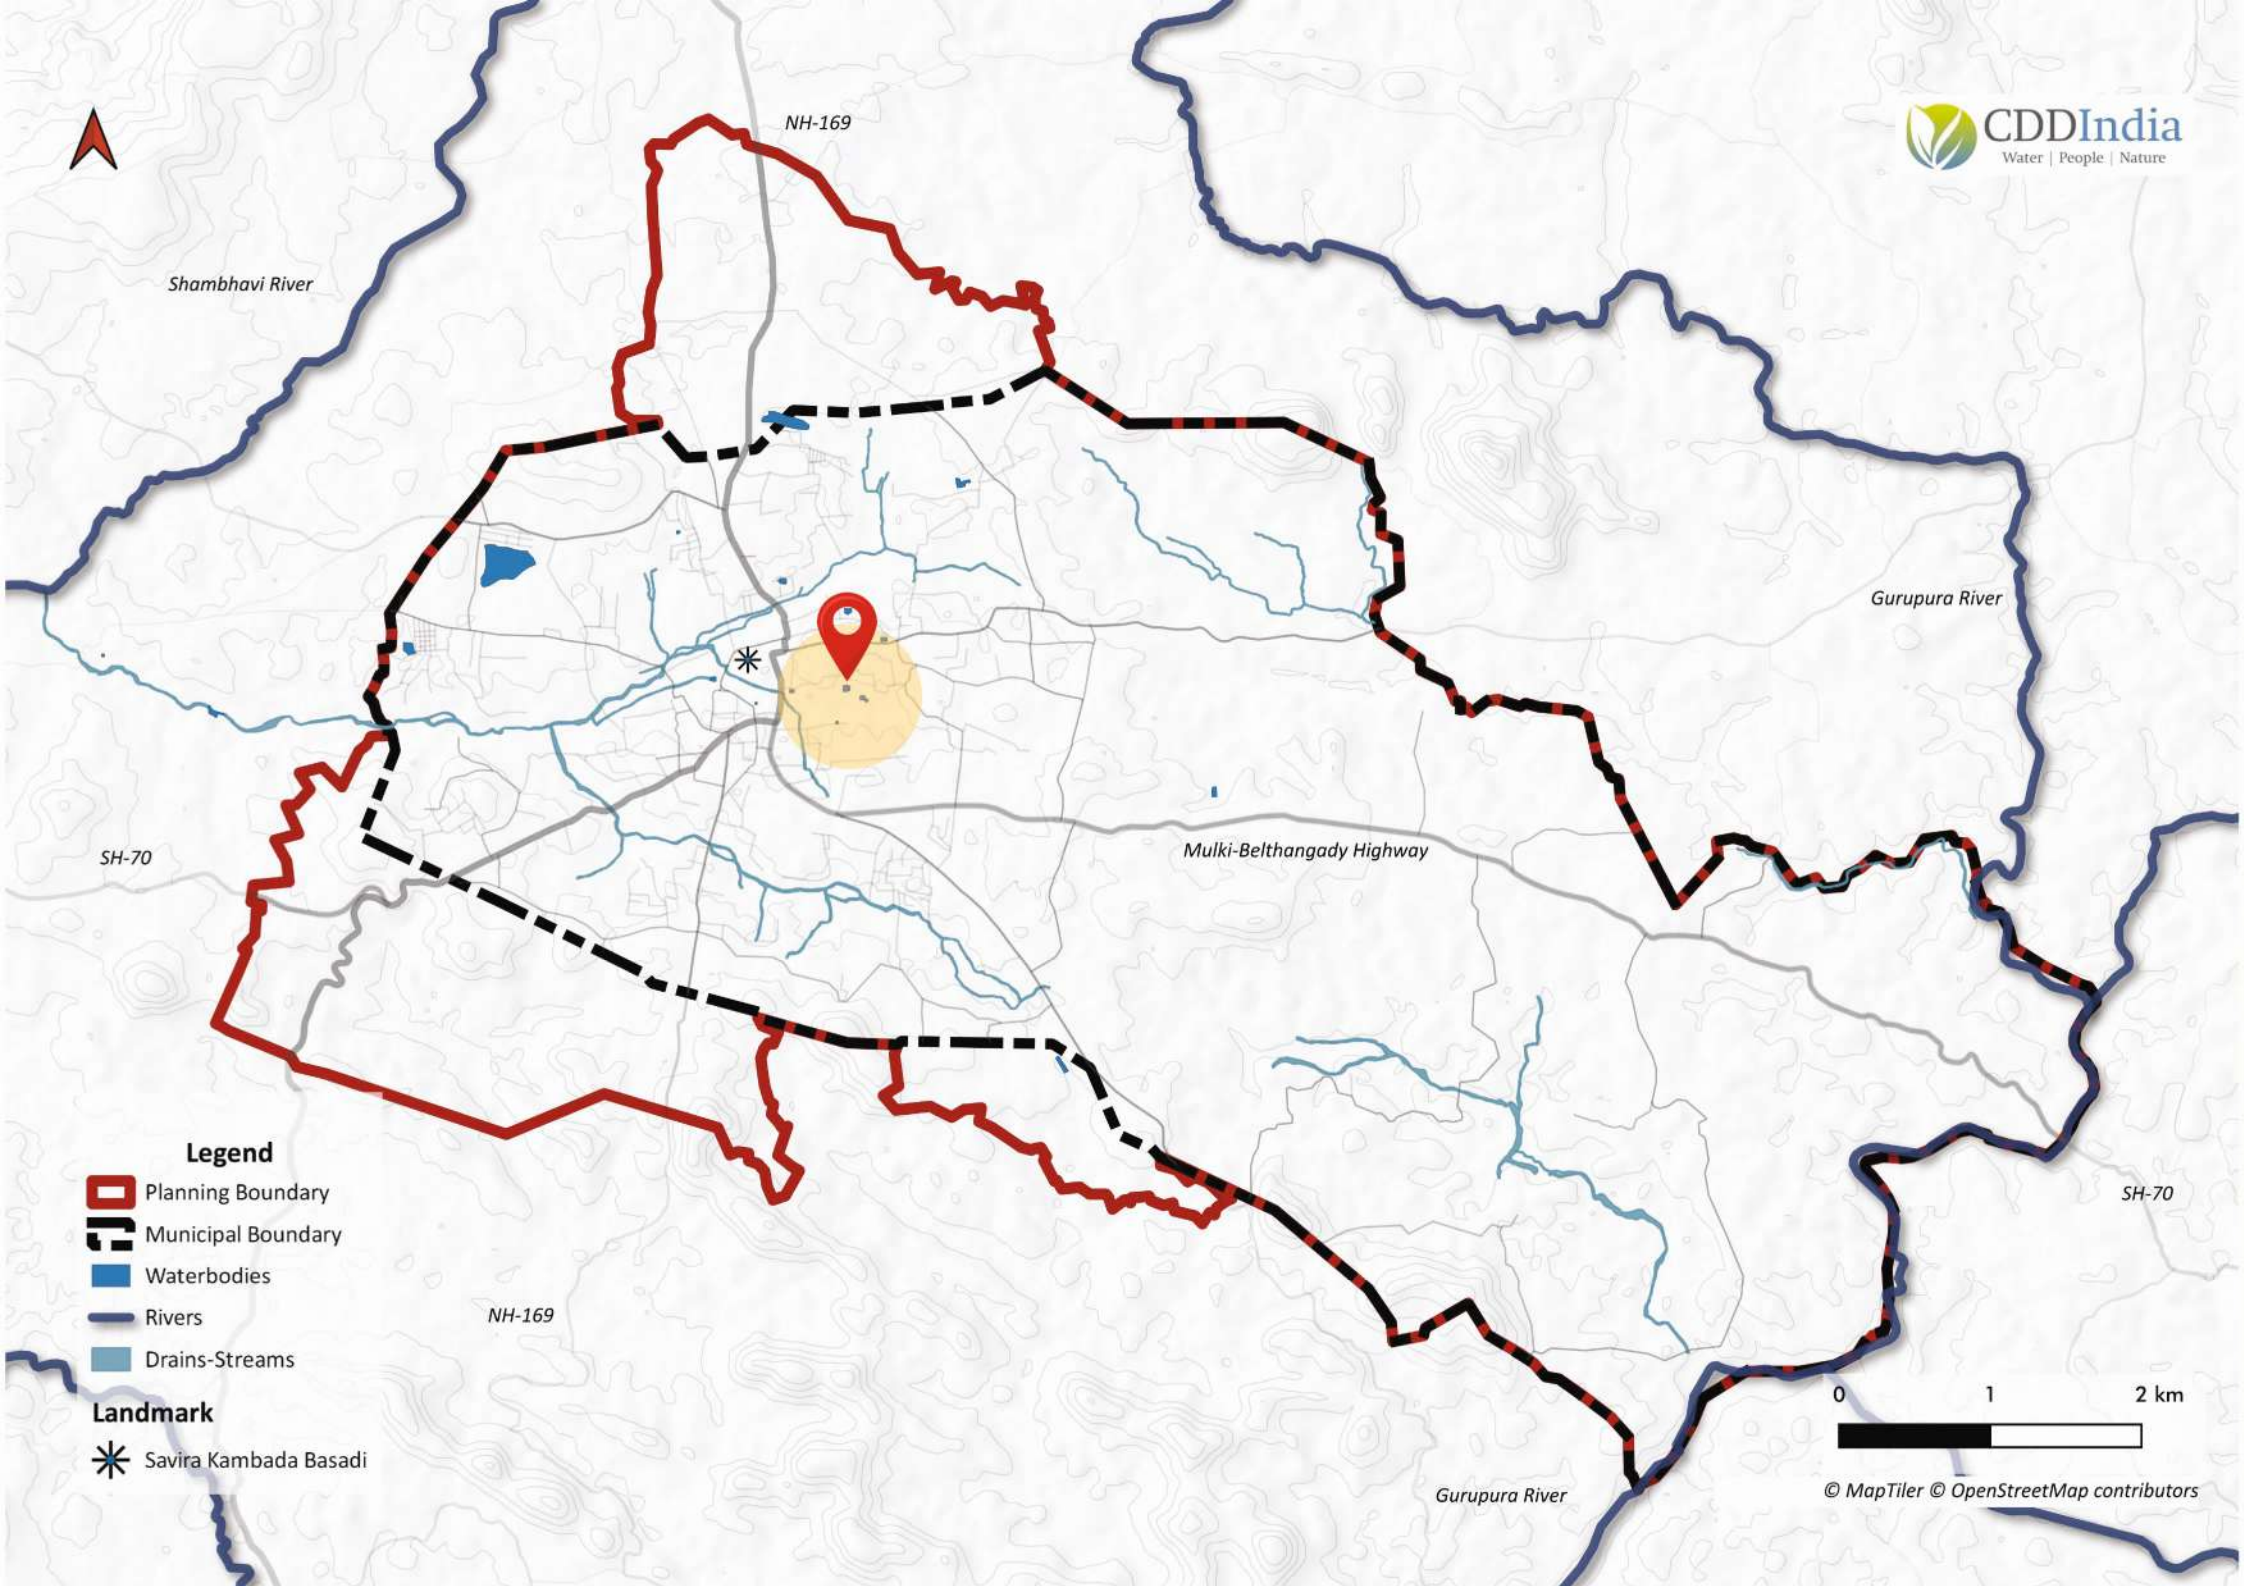 NH-169
CDDIndia
Water | People | Nature
Shambhavi River
Gurupura River
SH-70
Mulki-Belthangady Highway
SH-70
NH-169
Gurupura River
Legend
Planning Boundary
Municipal Boundary
Waterbodies
Rivers
Drains-Streams
Landmark
Savira Kambada Basadi
0 1 2 km
© MapTiler © OpenStreetMap contributors